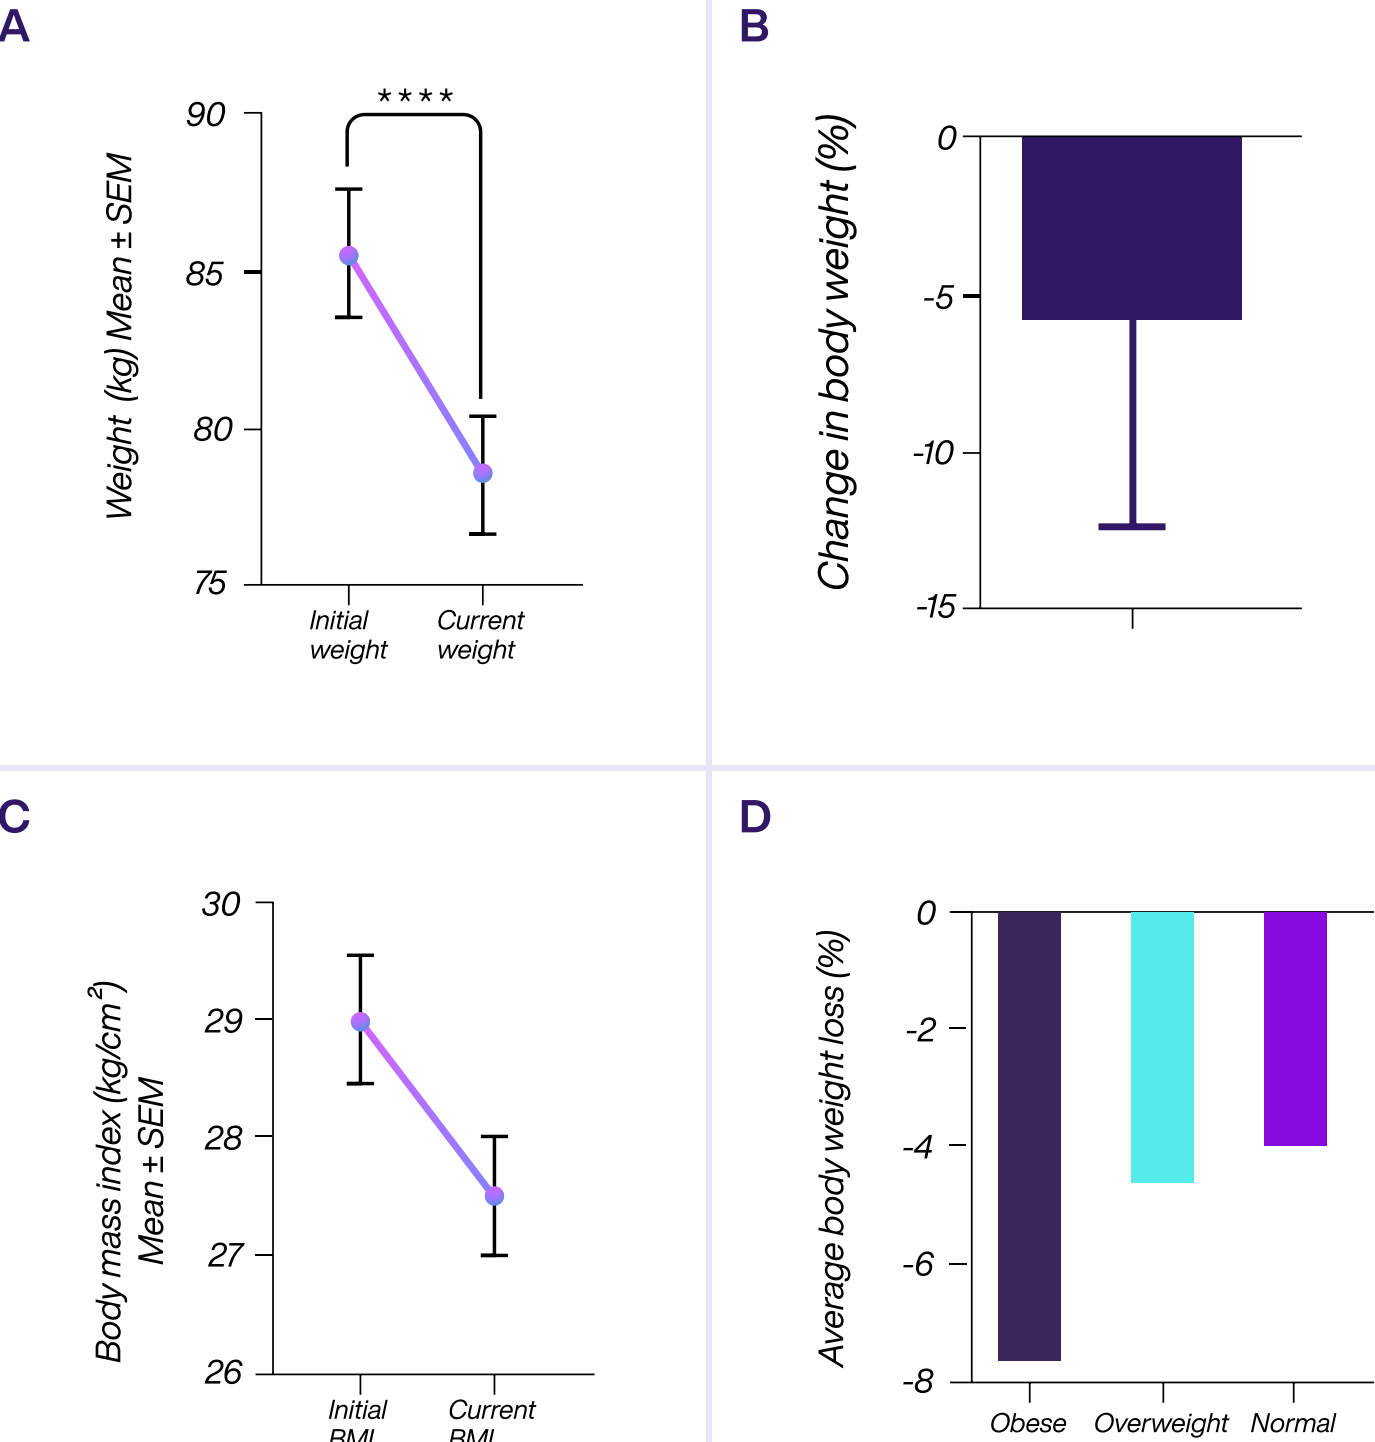 A
90
85
80
75
Weight (kg) Mean ± SEM
****
Initial
weight
Current
weight
B
0
-5
-10
-15
Change in body weight (%)
C
30
29
28
27
26
Body mass index (kg/cm²)
Mean ± SEM
Initial
BMI
Current
BMI
D
0
-2
-4
-6
-8
Average body weight loss (%)
Obese
Overweight
Normal